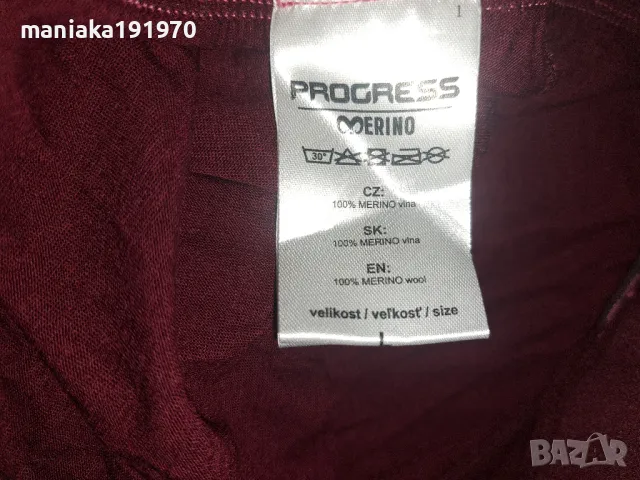 maniaka191970
1
PROGRESS
MERINO
30°
CZ:
100% MERINO vlna
SK:
100% MERINO vlna
EN:
100% MERINO wool
velikost / veľkosť / size
BAZAR